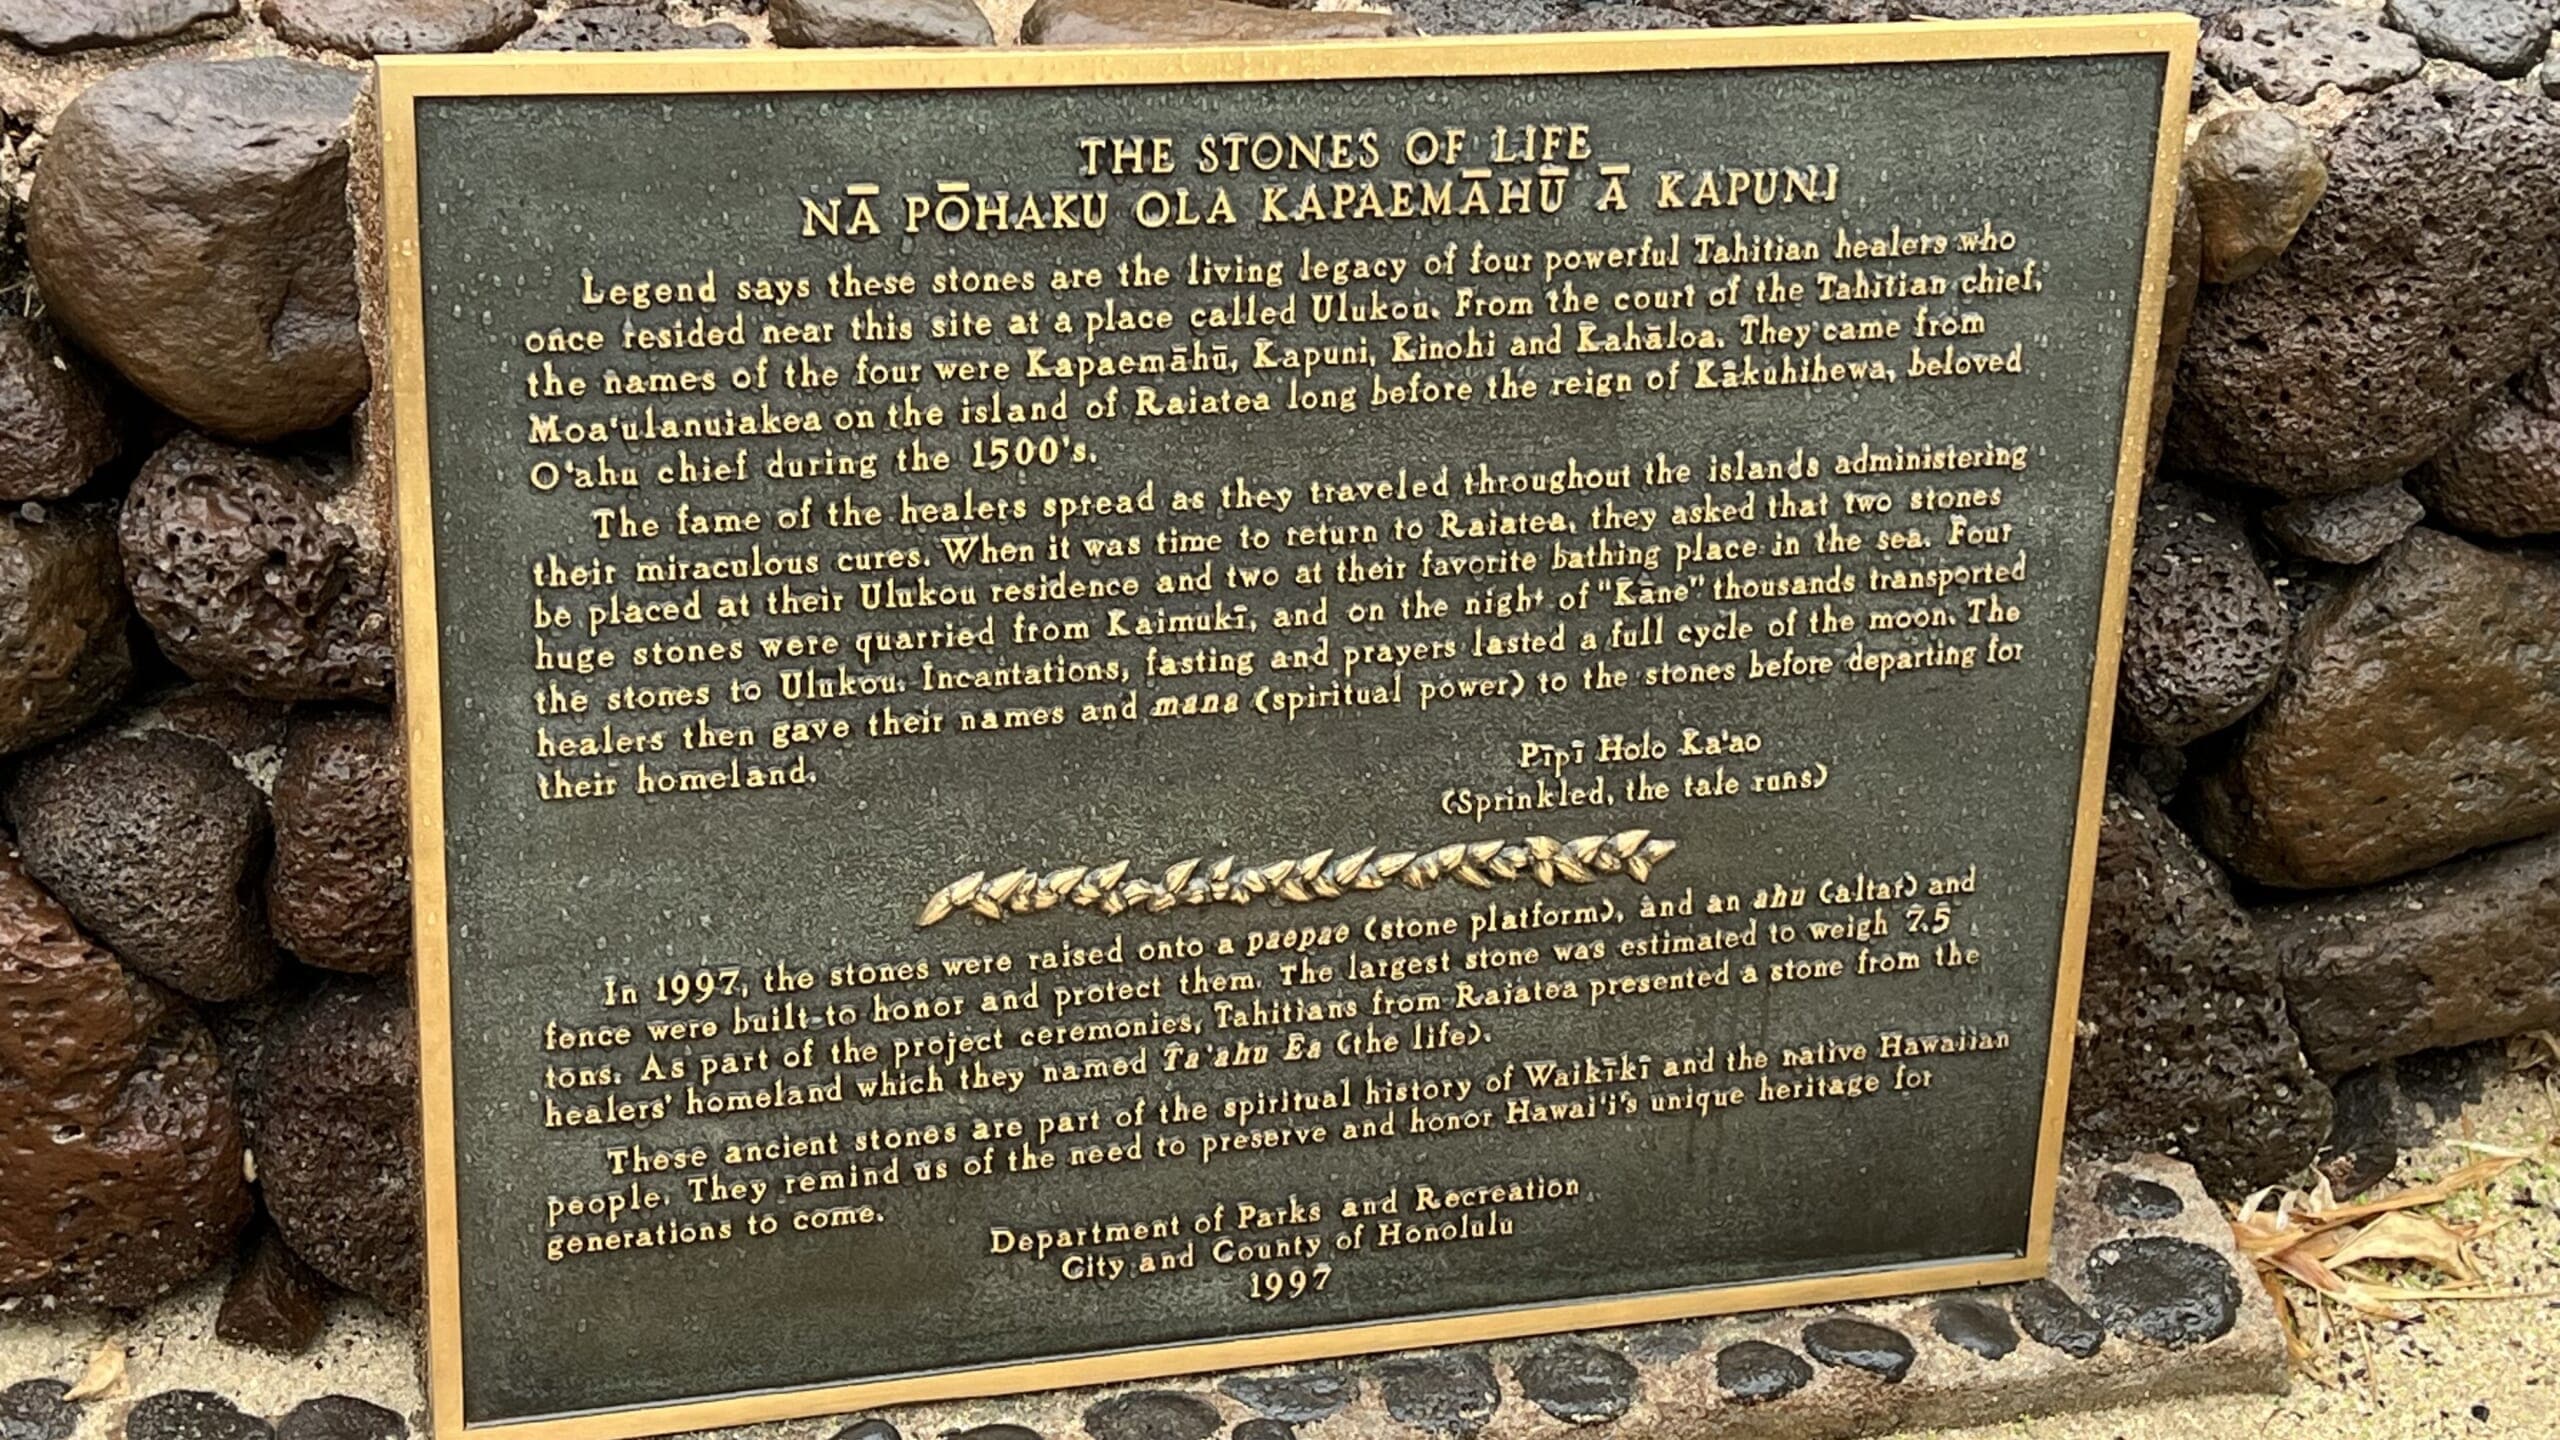 THE STONES OF LIFE
NĀ PŌHAKU OLA KAPAEMĀHŪ Ā KAPUNI
Legend says these stones are the living legacy of four powerful Tahitian healers who
once resided near this site at a place called Ulukou. From the court of the Tahitian chief,
the names of the four were Kapaemāhū, Kapuni, Kinohi and Kahāloa. They came from
Moa'ulanuiakea on the island of Raiatea long before the reign of Kākuhihewa, beloved
O'ahu chief during the 1500's.
The fame of the healers spread as they traveled throughout the islands administering
their miraculous cures. When it was time to return to Raiatea, they asked that two stones
be placed at their Ulukou residence and two at their favorite bathing place in the sea. Four
huge stones were quarried from Kaimukī, and on the night of "Kāne" thousands transported
the stones to Ulukou. Incantations, fasting and prayers lasted a full cycle of the moon. The
healers then gave their names and mana (spiritual power) to the stones before departing for
their homeland.
Pīpī Holo Ka'ao
(Sprinkled, the tale runs)
In 1997, the stones were raised onto a paepae (stone platform), and an ahu (altar) and
fence were built to honor and protect them. The largest stone was estimated to weigh 7.5
tons. As part of the project ceremonies, Tahitians from Raiatea presented a stone from the
healers' homeland which they named Ta'ahu Ea (the life).
These ancient stones are part of the spiritual history of Waikīkī and the native Hawaiian
people. They remind us of the need to preserve and honor Hawai'i's unique heritage for
generations to come.
Department of Parks and Recreation
City and County of Honolulu
1997